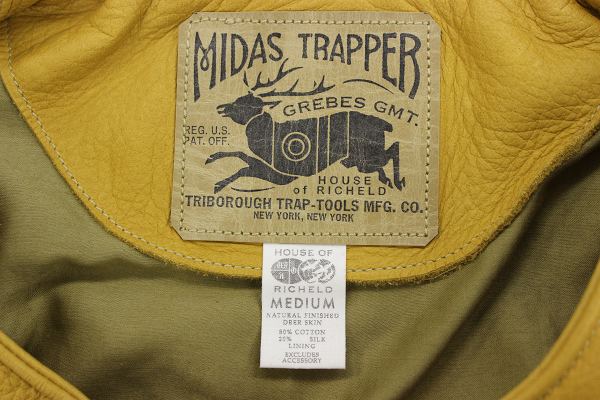 MIDAS TRAPPER
GREBES GMT.
REG. U.S.
PAT. OFF.
HOUSE
of RICHELD
TRIBOROUGH TRAP-TOOLS MFG. CO.
NEW YORK, NEW YORK
HOUSE OF
RICHELD
MEDIUM
NATURAL FINISHED
DEER SKIN
80% COTTON
20% SILK
LINING
EXCLUDES
ACCESSORY